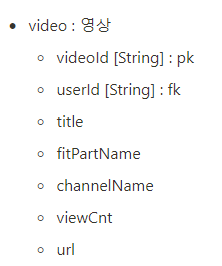 video : 영상
videoId [String] : pk
userId [String] : fk
title
fitPartName
channelName
viewCnt
url